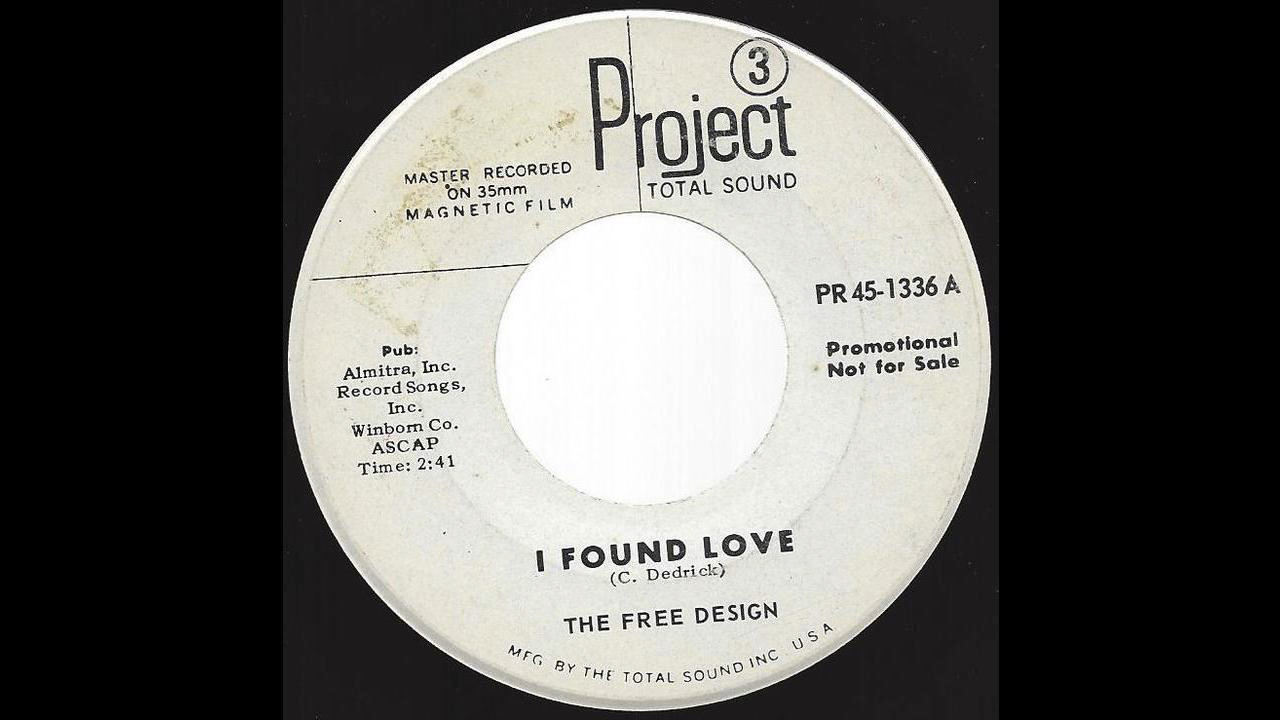 3
Project
TOTAL SOUND
MASTER RECORDED
ON 35mm
MAGNETIC FILM
PR 45-1336 A
Promotional
Not for Sale
Pub:
Almitra, Inc.
Record Songs,
Inc.
Winborn Co.
ASCAP
Time: 2:41
I FOUND LOVE
(C. Dedrick)
THE FREE DESIGN
MFG. BY THE TOTAL SOUND INC. USA